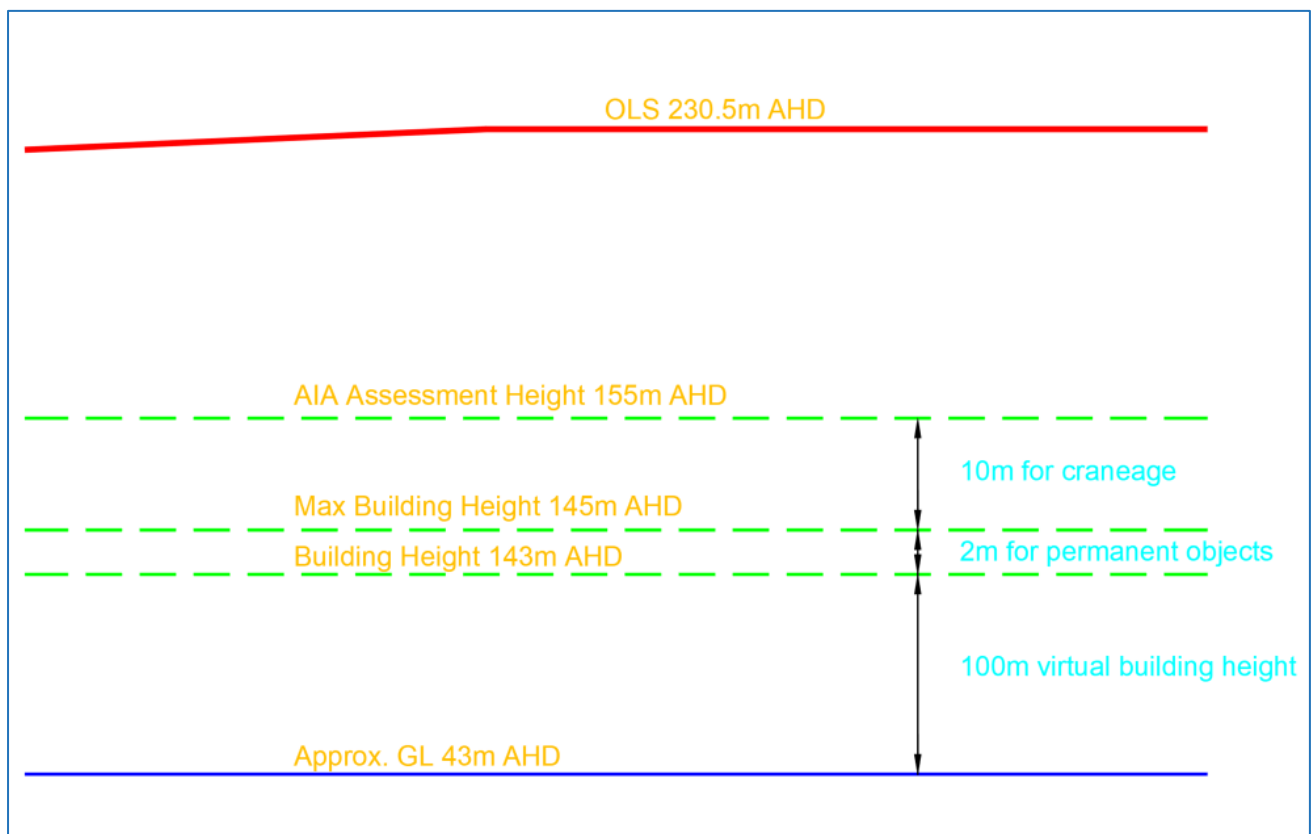 OLS 230.5m AHD
AIA Assessment Height 155m AHD
10m for craneage
Max Building Height 145m AHD
2m for permanent objects
Building Height 143m AHD
100m virtual building height
Approx. GL 43m AHD